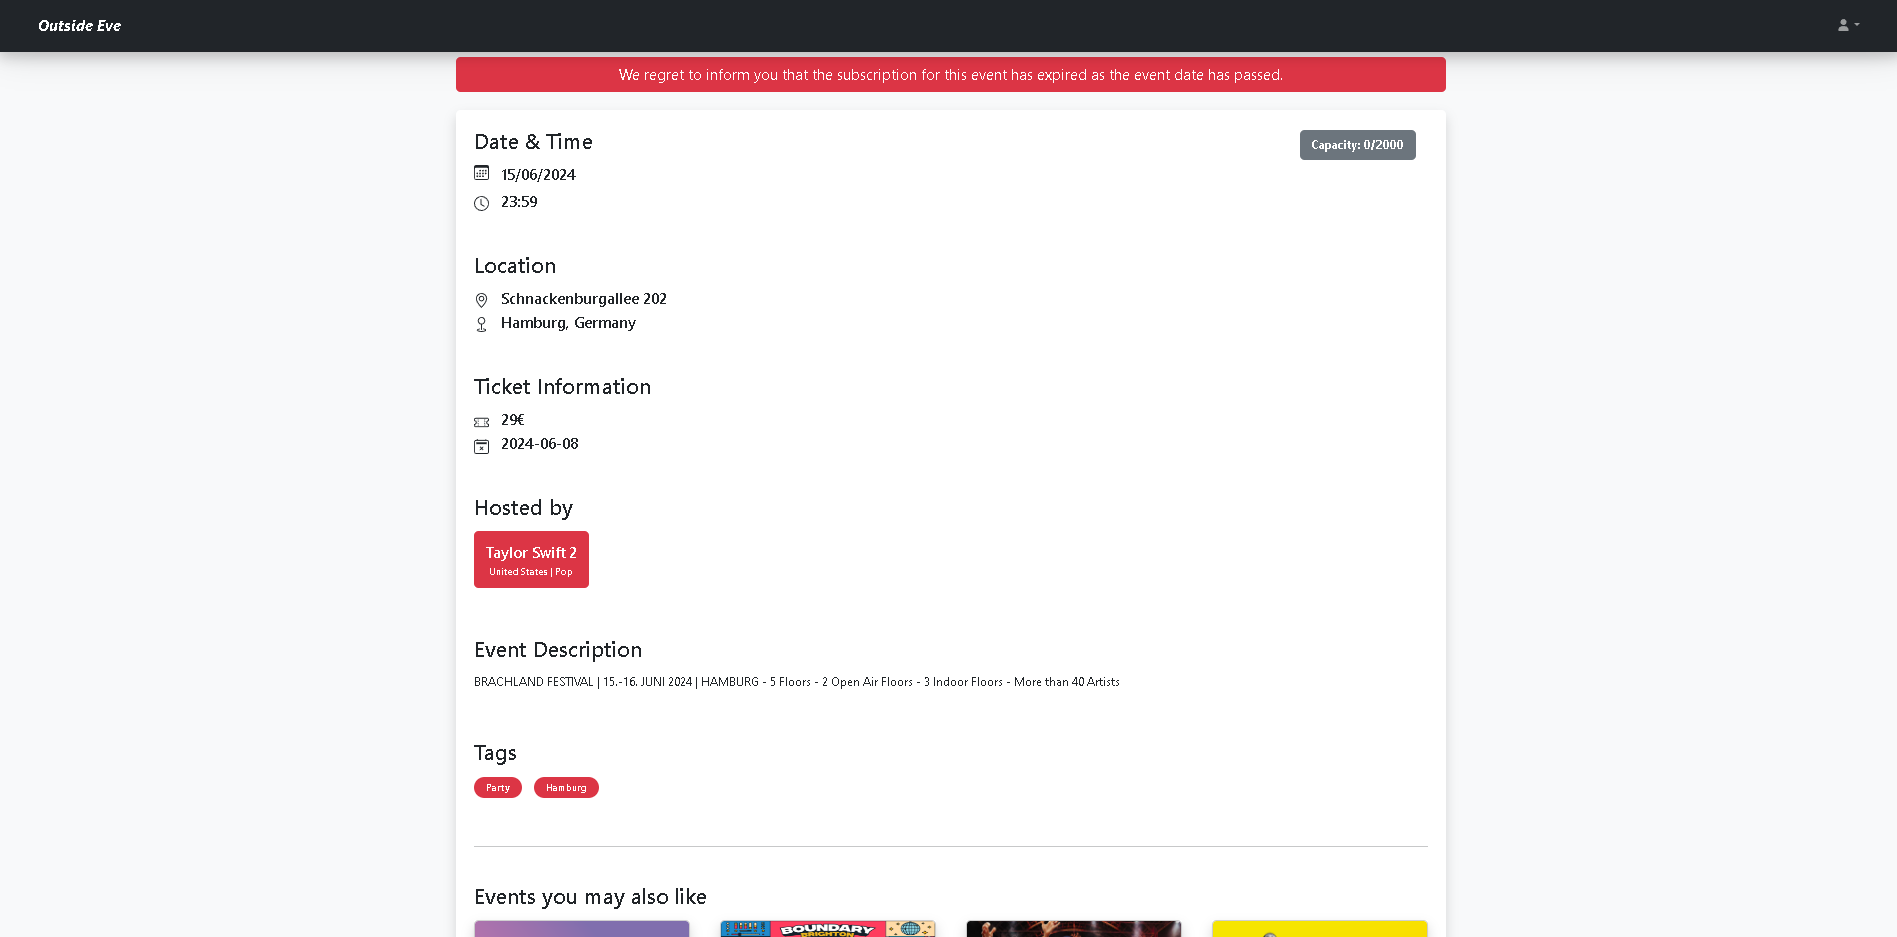 Outside Eve
We regret to inform you that the subscription for this event has expired as the event date has passed.
Date & Time
Capacity: 0/2000
15/06/2024
23:59
Location
Schnackenburgallee 202
Hamburg, Germany
Ticket Information
29€
2024-06-08
Hosted by
Taylor Swift 2
United States | Pop
Event Description
BRACHLAND FESTIVAL | 15.-16. JUNI 2024 | HAMBURG - 5 Floors - 2 Open Air Floors - 3 Indoor Floors - More than 40 Artists
Tags
Party Hamburg
Events you may also like
BOUNDARY
BRIGHTON